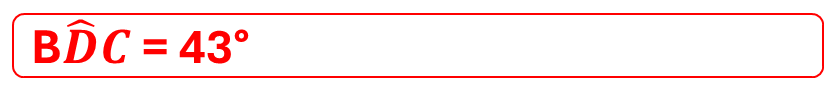 BD̂C = 43°